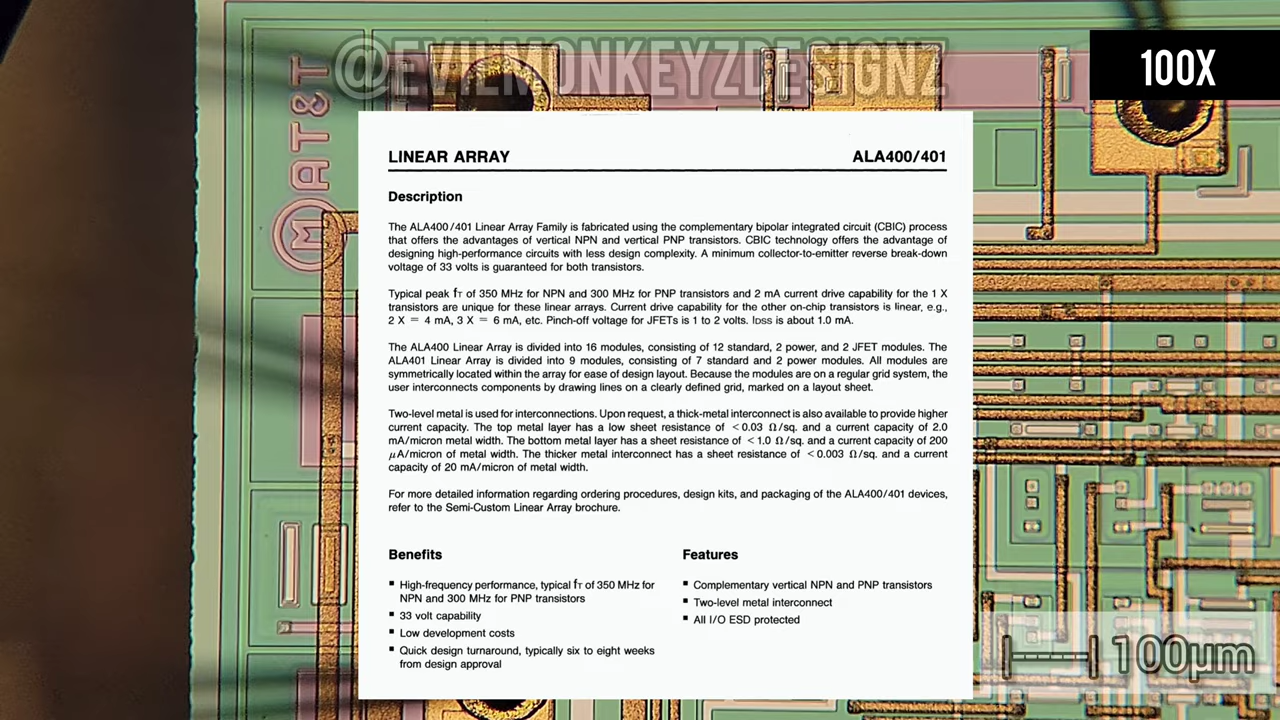 @EVILMONKEYZDESIGNZ
100X
M AT&T
LINEAR ARRAY ALA400/401
Description
The ALA400/401 Linear Array Family is fabricated using the complementary bipolar integrated circuit (CBIC) process
that offers the advantages of vertical NPN and vertical PNP transistors. CBIC technology offers the advantage of
designing high-performance circuits with less design complexity. A minimum collector-to-emitter reverse break-down
voltage of 33 volts is guaranteed for both transistors.
Typical peak fT of 350 MHz for NPN and 300 MHz for PNP transistors and 2 mA current drive capability for the 1 X
transistors are unique for these linear arrays. Current drive capability for the other on-chip transistors is linear, e.g.,
2 X = 4 mA, 3 X = 6 mA, etc. Pinch-off voltage for JFETs is 1 to 2 volts. IDSS is about 1.0 mA.
The ALA400 Linear Array is divided into 16 modules, consisting of 12 standard, 2 power, and 2 JFET modules. The
ALA401 Linear Array is divided into 9 modules, consisting of 7 standard and 2 power modules. All modules are
symmetrically located within the array for ease of design layout. Because the modules are on a regular grid system, the
user interconnects components by drawing lines on a clearly defined grid, marked on a layout sheet.
Two-level metal is used for interconnections. Upon request, a thick-metal interconnect is also available to provide higher
current capacity. The top metal layer has a low sheet resistance of <0.03 Ω/sq. and a current capacity of 2.0
mA/micron metal width. The bottom metal layer has a sheet resistance of <1.0 Ω/sq. and a current capacity of 200
μA/micron of metal width. The thicker metal interconnect has a sheet resistance of <0.003 Ω/sq. and a current
capacity of 20 mA/micron of metal width.
For more detailed information regarding ordering procedures, design kits, and packaging of the ALA400/401 devices,
refer to the Semi-Custom Linear Array brochure.
Benefits
▪ High-frequency performance, typical fT of 350 MHz for
NPN and 300 MHz for PNP transistors
▪ 33 volt capability
▪ Low development costs
▪ Quick design turnaround, typically six to eight weeks
from design approval
Features
▪ Complementary vertical NPN and PNP transistors
▪ Two-level metal interconnect
▪ All I/O ESD protected
100μm